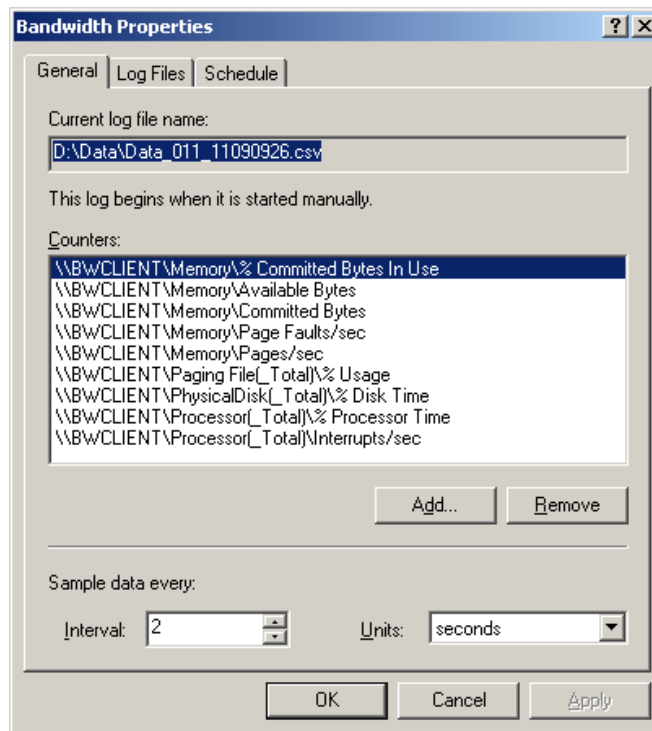 Bandwidth Properties
General Log Files Schedule
Current log file name:
D:\Data\Data_011_11090926.csv
This log begins when it is started manually.
Counters:
\\BWCLIENT\Memory\% Committed Bytes In Use
\\BWCLIENT\Memory\Available Bytes
\\BWCLIENT\Memory\Committed Bytes
\\BWCLIENT\Memory\Page Faults/sec
\\BWCLIENT\Memory\Pages/sec
\\BWCLIENT\Paging File(_Total)\% Usage
\\BWCLIENT\PhysicalDisk(_Total)\% Disk Time
\\BWCLIENT\Processor(_Total)\% Processor Time
\\BWCLIENT\Processor(_Total)\Interrupts/sec
Add... Remove
Sample data every:
Interval: 2 Units: seconds
OK Cancel Apply